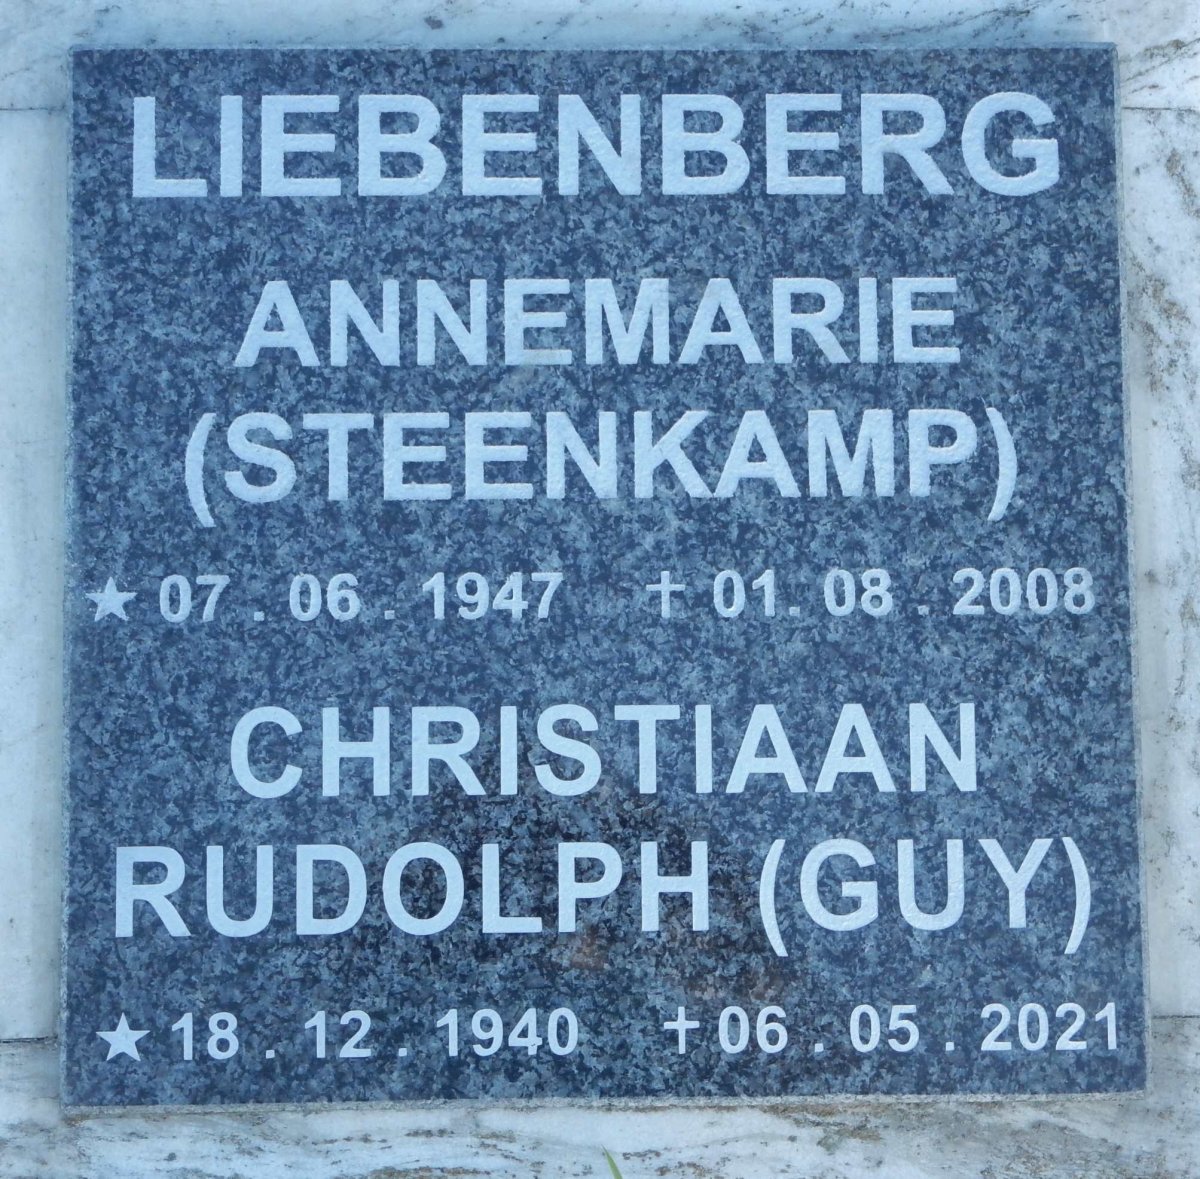 LIEBENBERG
ANNEMARIE
(STEENKAMP)
★ 07 . 06 . 1947 ✝ 01. 08 . 2008
CHRISTIAAN
RUDOLPH (GUY)
★ 18 . 12 . 1940 ✝ 06 . 05 . 2021